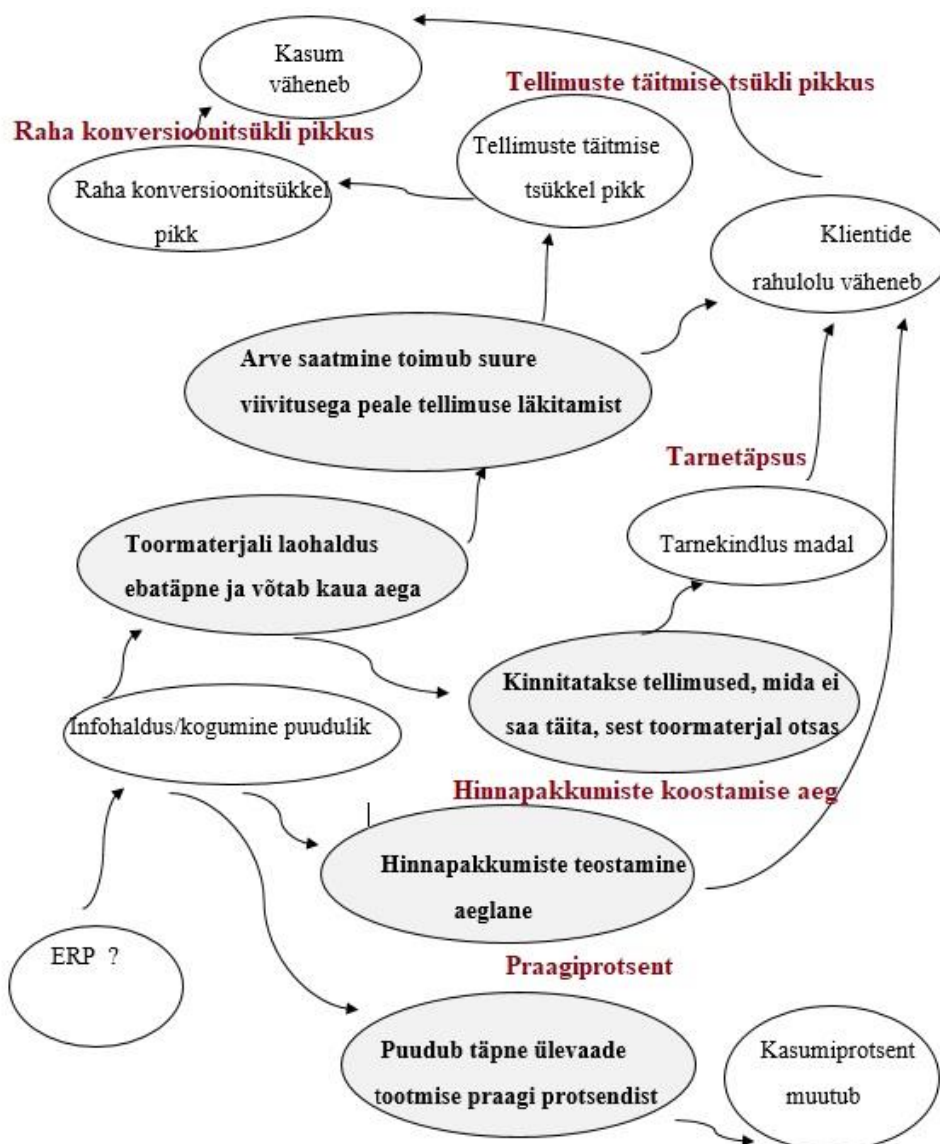 Kasum
väheneb
Tellimuste täitmise tsükli pikkus
Raha konversioonitsükli pikkus
Tellimuste täitmise
tsükkel pikk
Raha konversioonitsükkel
pikk
Klientide
rahulolu väheneb
Arve saatmine toimub suure
viivitusega peale tellimuse läkitamist
Tarnetäpsus
Toormaterjali laohaldus
ebatäpne ja võtab kaua aega
Tarnekindlus madal
Kinnitatakse tellimused, mida ei
saa täita, sest toormaterjal otsas
Infohaldus/kogumine puudulik
Hinnapakkumiste koostamise aeg
Hinnapakkumiste teostamine
aeglane
ERP ?
Praagiprotsent
Puudub täpne ülevaade
tootmise praagi protsendist
Kasumiprotsent
muutub